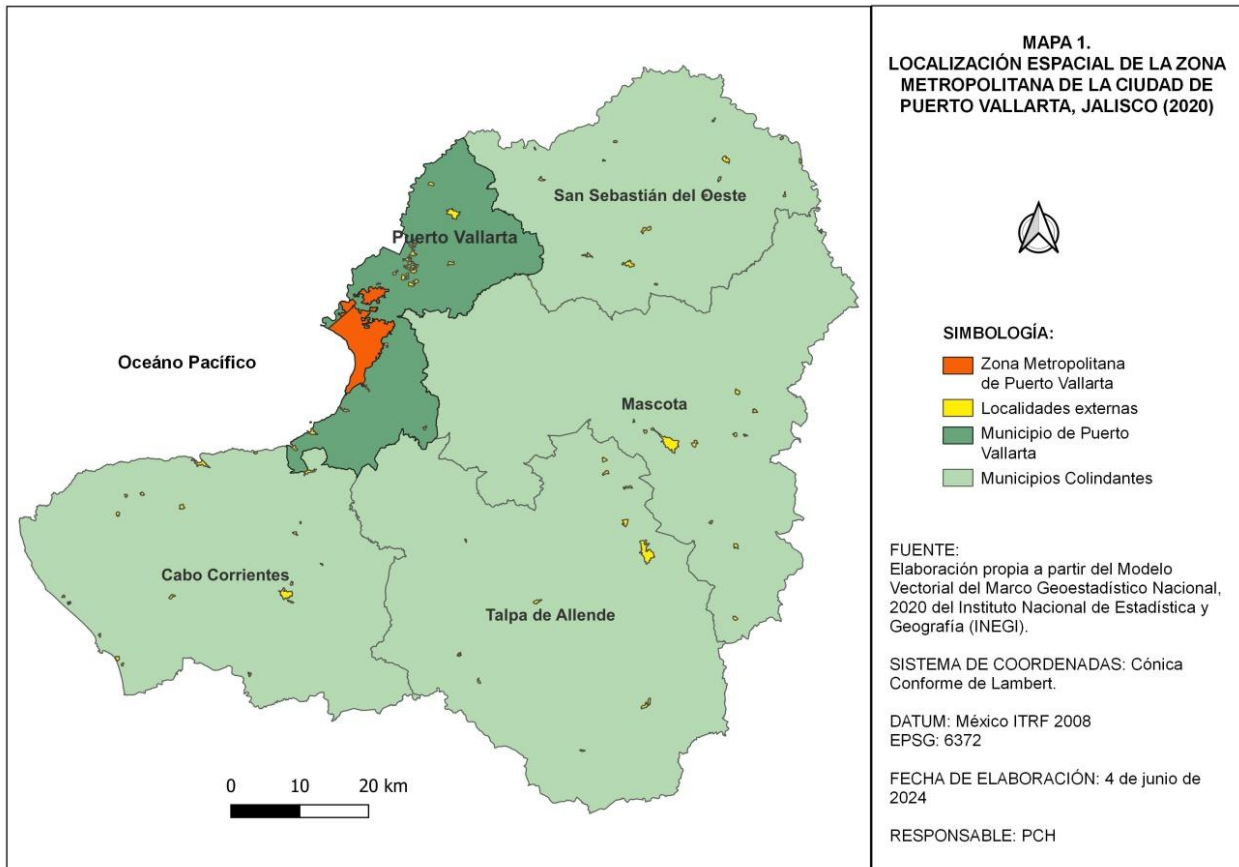 San Sebastián del Oeste
Puerto Vallarta
Oceáno Pacífico
Mascota
Cabo Corrientes
Talpa de Allende
0 10 20 km
MAPA 1.
LOCALIZACIÓN ESPACIAL DE LA ZONA
METROPOLITANA DE LA CIUDAD DE
PUERTO VALLARTA, JALISCO (2020)
SIMBOLOGÍA:
Zona Metropolitana
de Puerto Vallarta
Localidades externas
Municipio de Puerto
Vallarta
Municipios Colindantes
FUENTE:
Elaboración propia a partir del Modelo
Vectorial del Marco Geoestadístico Nacional,
2020 del Instituto Nacional de Estadística y
Geografía (INEGI).
SISTEMA DE COORDENADAS: Cónica
Conforme de Lambert.
DATUM: México ITRF 2008
EPSG: 6372
FECHA DE ELABORACIÓN: 4 de junio de
2024
RESPONSABLE: PCH